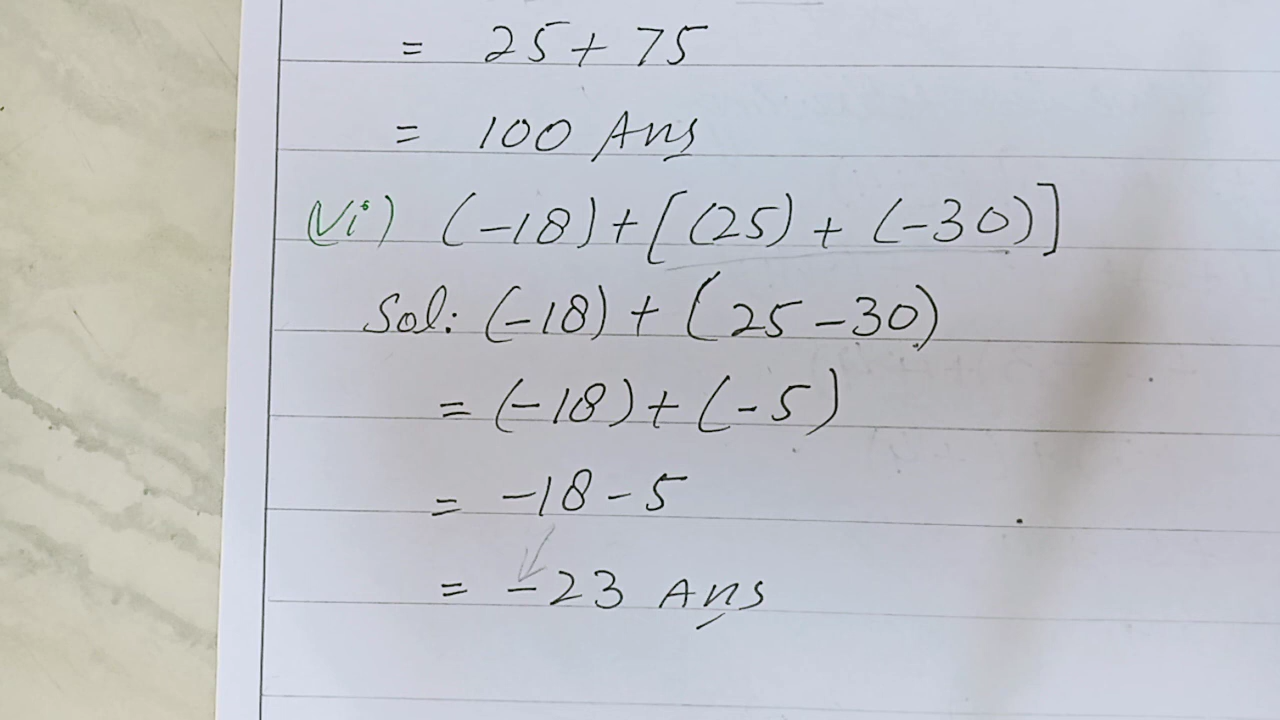 = 25 + 75
= 100 Ans
(vi) (-18) + [(25) + (-30)]
Sol: (-18) + (25 - 30)
= (-18) + (-5)
= -18 - 5
= -23 Ans